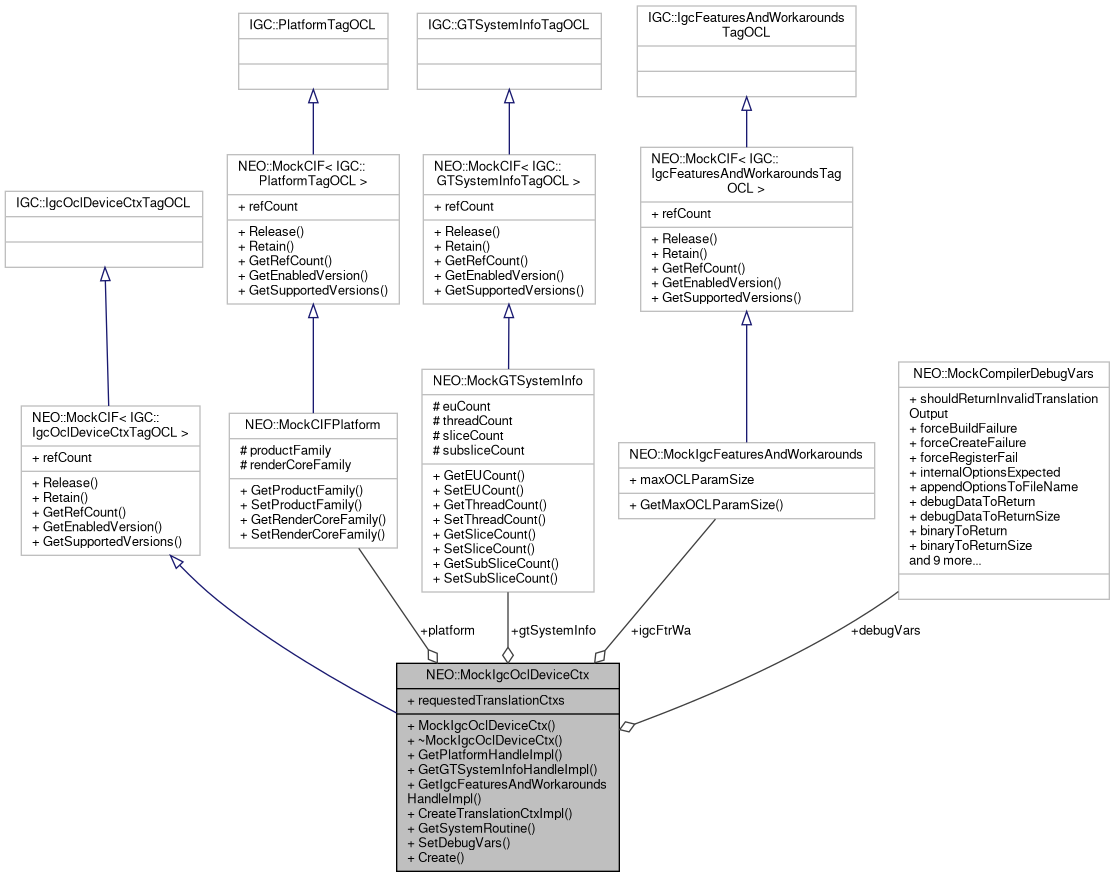 IGC::PlatformTagOCL
IGC::GTSystemInfoTagOCL
IGC::IgcFeaturesAndWorkarounds
TagOCL
NEO::MockCIF< IGC::
PlatformTagOCL >
+ refCount
+ Release()
+ Retain()
+ GetRefCount()
+ GetEnabledVersion()
+ GetSupportedVersions()
NEO::MockCIF< IGC::
GTSystemInfoTagOCL >
+ refCount
+ Release()
+ Retain()
+ GetRefCount()
+ GetEnabledVersion()
+ GetSupportedVersions()
NEO::MockCIF< IGC::
IgcFeaturesAndWorkaroundsTag
OCL >
+ refCount
+ Release()
+ Retain()
+ GetRefCount()
+ GetEnabledVersion()
+ GetSupportedVersions()
IGC::IgcOclDeviceCtxTagOCL
NEO::MockCIF< IGC::
IgcOclDeviceCtxTagOCL >
+ refCount
+ Release()
+ Retain()
+ GetRefCount()
+ GetEnabledVersion()
+ GetSupportedVersions()
NEO::MockCIFPlatform
# productFamily
# renderCoreFamily
+ GetProductFamily()
+ SetProductFamily()
+ GetRenderCoreFamily()
+ SetRenderCoreFamily()
NEO::MockGTSystemInfo
# euCount
# threadCount
# sliceCount
# subsliceCount
+ GetEUCount()
+ SetEUCount()
+ GetThreadCount()
+ SetThreadCount()
+ GetSliceCount()
+ SetSliceCount()
+ GetSubSliceCount()
+ SetSubSliceCount()
NEO::MockIgcFeaturesAndWorkarounds
+ maxOCLParamSize
+ GetMaxOCLParamSize()
NEO::MockCompilerDebugVars
+ shouldReturnInvalidTranslation
Output
+ forceBuildFailure
+ forceCreateFailure
+ forceRegisterFail
+ internalOptionsExpected
+ appendOptionsToFileName
+ debugDataToReturn
+ debugDataToReturnSize
+ binaryToReturn
+ binaryToReturnSize
and 9 more...
+platform
+gtSystemInfo
+igcFtrWa
+debugVars
NEO::MockIgcOclDeviceCtx
+ requestedTranslationCtxs
+ MockIgcOclDeviceCtx()
+ ~MockIgcOclDeviceCtx()
+ GetPlatformHandleImpl()
+ GetGTSystemInfoHandleImpl()
+ GetIgcFeaturesAndWorkarounds
HandleImpl()
+ CreateTranslationCtxImpl()
+ GetSystemRoutine()
+ SetDebugVars()
+ Create()